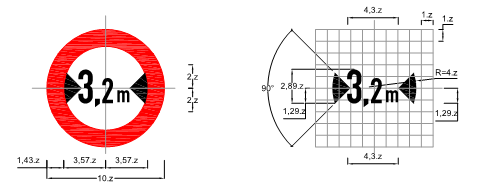 3,2m
2.z
2.z
1,43.z
3,57.z
3,57.z
10.z
4,3.z
1.z
1.z
R=4.z
90°
2,89.z
3,2m
1,29.z
1,29.z
4,3.z